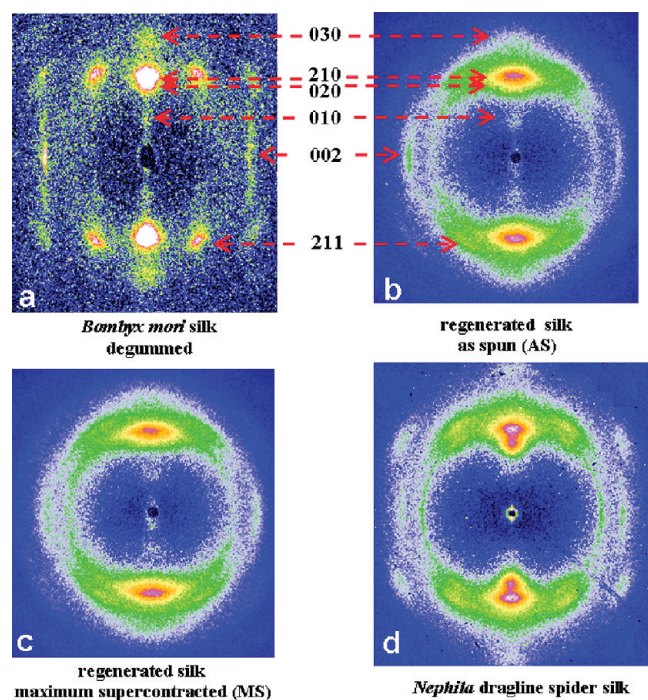 030
210
020
010
002
211
a
b
Bombyx mori silk
degummed
regenerated silk
as spun (AS)
c
d
regenerated silk
maximum supercontracted (MS)
Nephila dragline spider silk